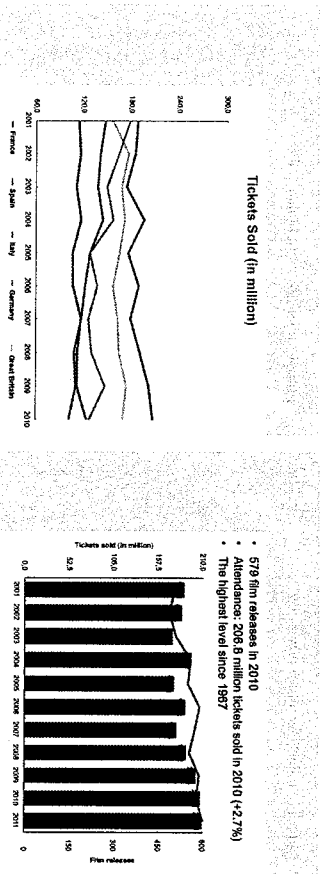 Tickets Sold (in million)
300,0
240,0
180,0
120,0
60,0
2001 2002 2003 2004 2005 2006 2007 2008 2009 2010
France Spain Italy Germany Great Britain
• 579 film releases in 2010
• Attendance: 206.8 million tickets sold in 2010 (+2.7%)
• The highest level since 1967
Tickets sold (in million)
210,0
157,5
105,0
52,5
0,0
2001 2002 2003 2004 2005 2006 2007 2008 2009 2010 2011
600
450
300
150
0
Film releases